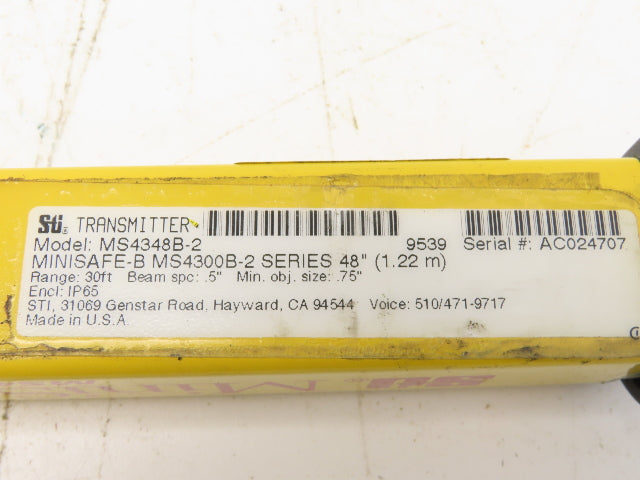 STi® TRANSMITTER
Model: MS4348B-2 9539 Serial #: AC024707
MINISAFE-B MS4300B-2 SERIES 48" (1.22 m)
Range: 30ft Beam spc: .5" Min. obj. size: .75"
Encl: IP65
STI, 31069 Genstar Road, Hayward, CA 94544 Voice: 510/471-9717
Made in U.S.A.